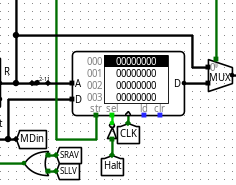 R
A
D
000 00000000
001 00000000
002 00000000
003 00000000
D
MUX
str sel ld clr
MDin
CLK
SRAV
SLLV
Halt